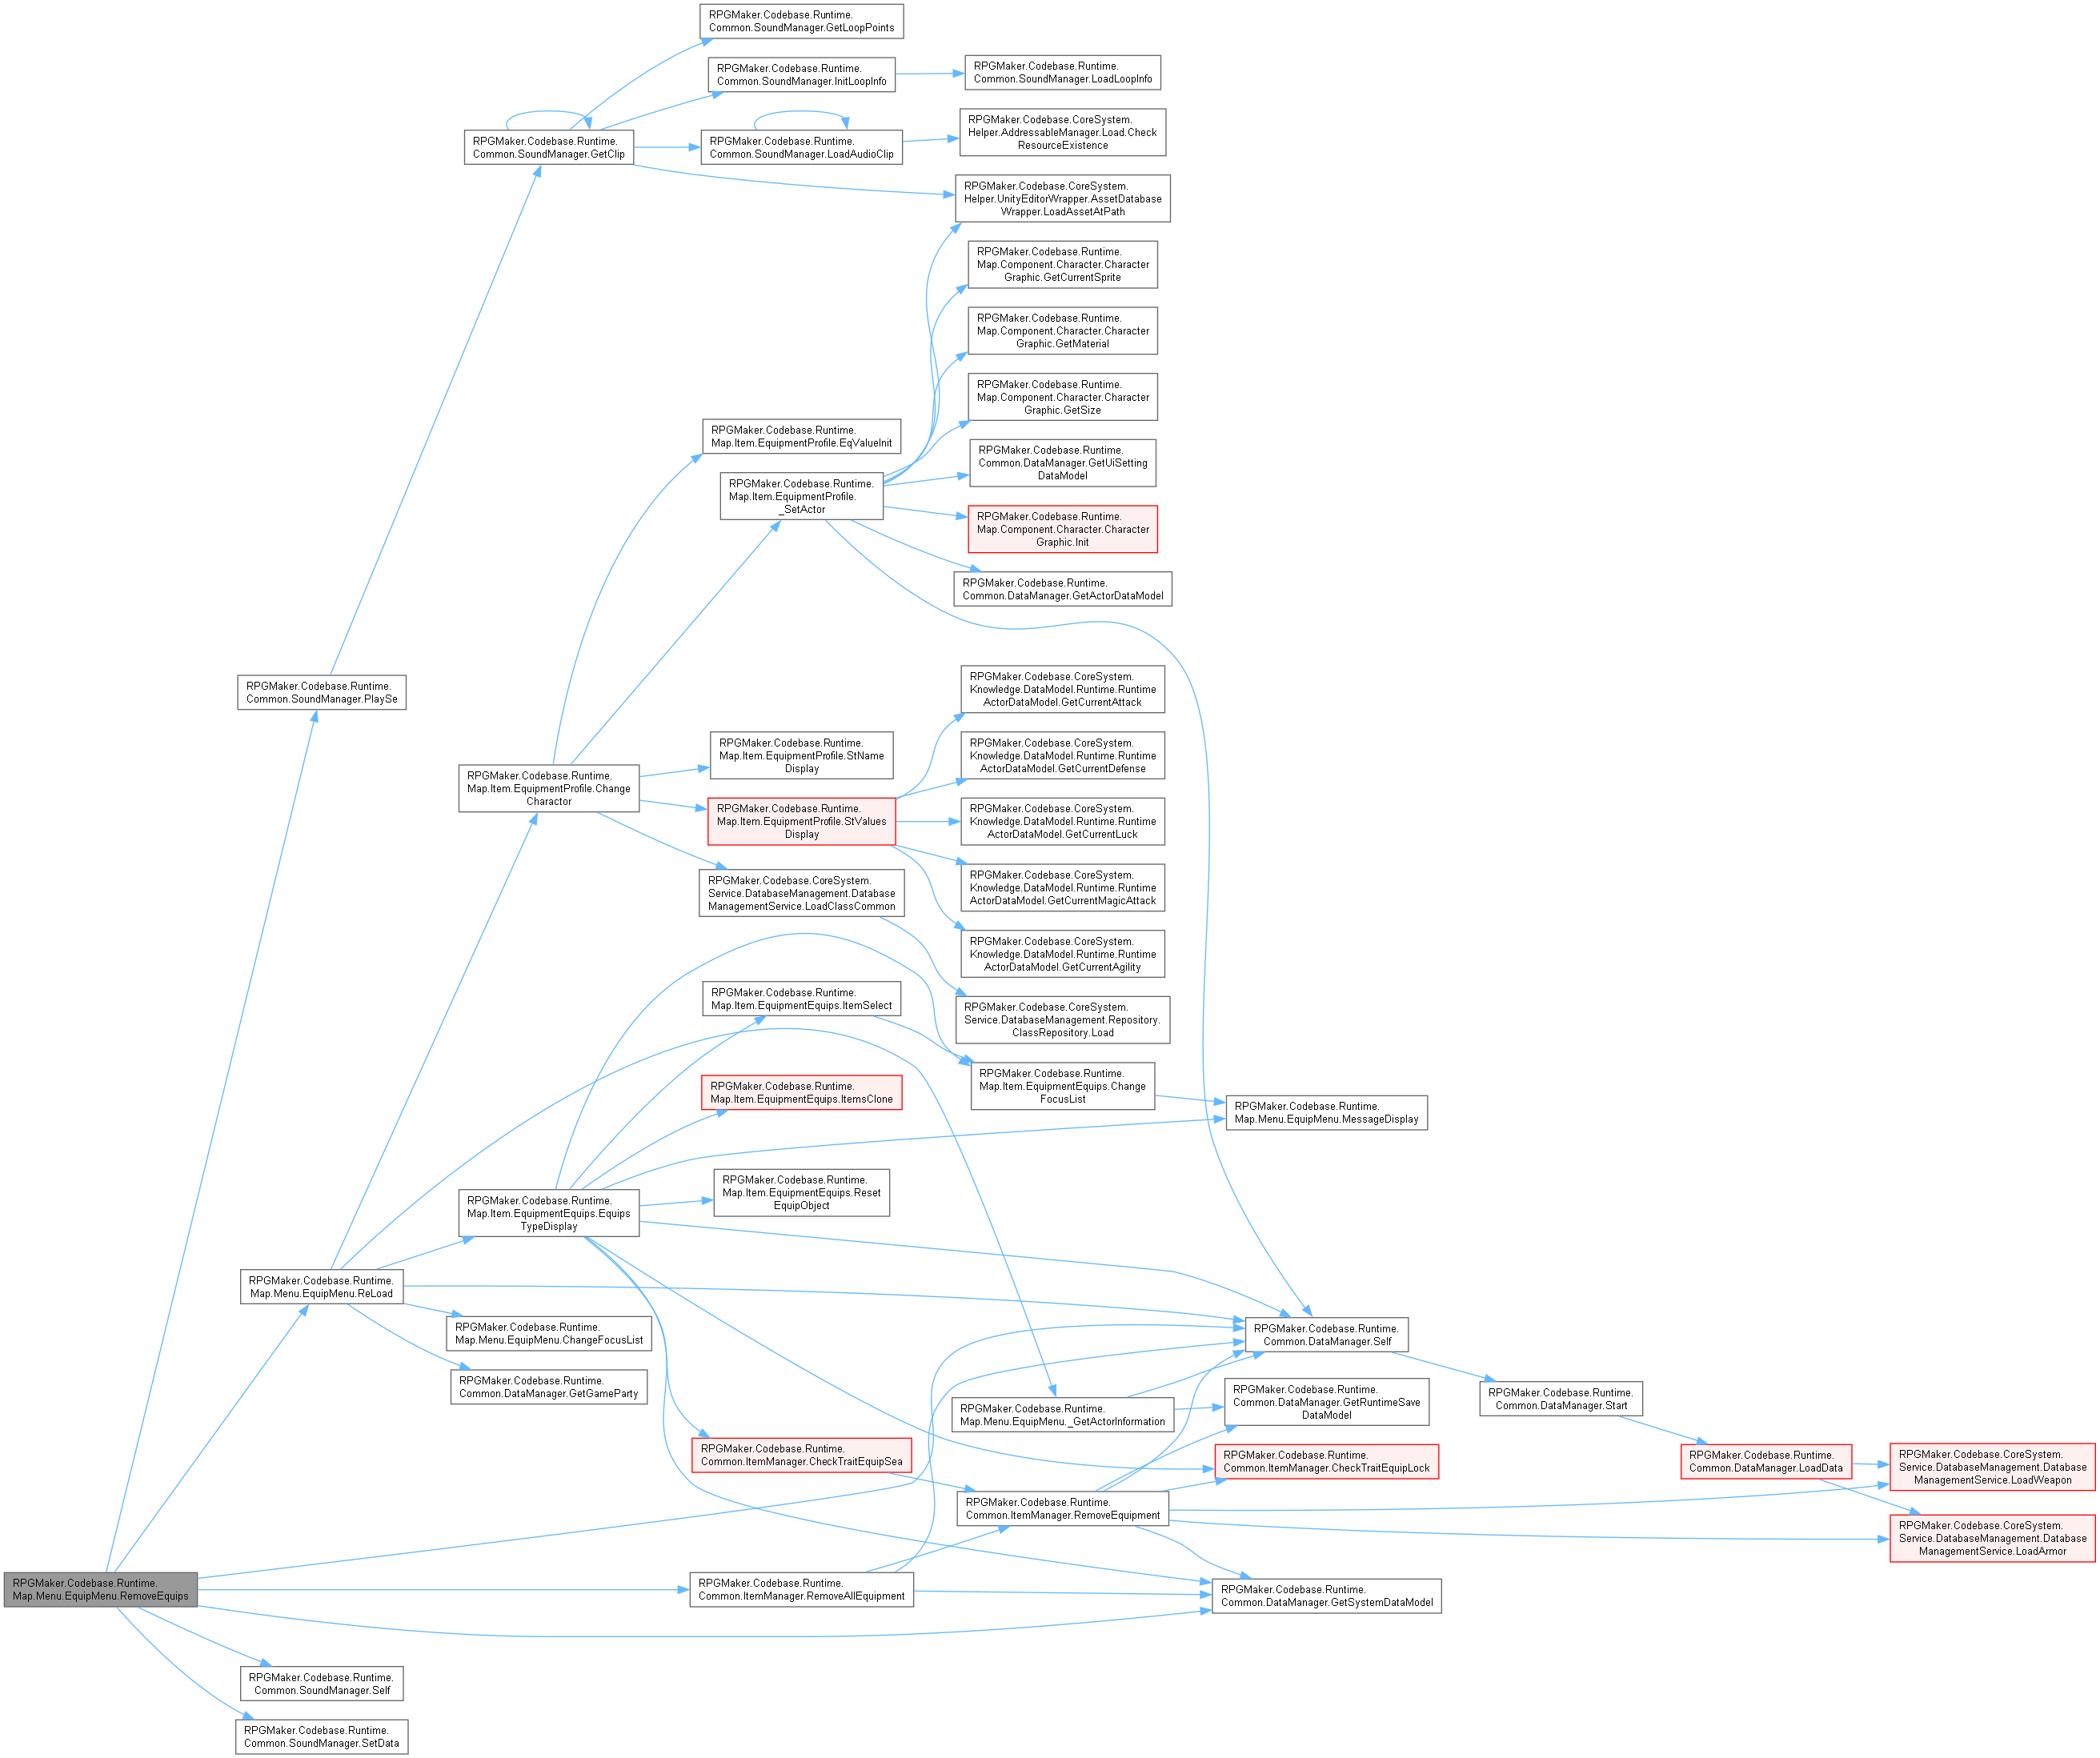 RPGMaker.Codebase.Runtime.
Common.SoundManager.GetLoopPoints
RPGMaker.Codebase.Runtime.
Common.SoundManager.InitLoopInfo
RPGMaker.Codebase.Runtime.
Common.SoundManager.LoadLoopInfo
RPGMaker.Codebase.Runtime.
Common.SoundManager.GetClip
RPGMaker.Codebase.Runtime.
Common.SoundManager.LoadAudioClip
RPGMaker.Codebase.CoreSystem.
Helper.AddressableManager.Load.Check
ResourceExistence
RPGMaker.Codebase.CoreSystem.
Helper.UnityEditorWrapper.AssetDatabase
Wrapper.LoadAssetAtPath
RPGMaker.Codebase.Runtime.
Map.Component.Character.Character
Graphic.GetCurrentSprite
RPGMaker.Codebase.Runtime.
Map.Component.Character.Character
Graphic.GetMaterial
RPGMaker.Codebase.Runtime.
Map.Component.Character.Character
Graphic.GetSize
RPGMaker.Codebase.Runtime.
Map.Item.EquipmentProfile.EqValueInit
RPGMaker.Codebase.Runtime.
Common.DataManager.GetUiSetting
DataModel
RPGMaker.Codebase.Runtime.
Map.Item.EquipmentProfile.
_SetActor
RPGMaker.Codebase.Runtime.
Map.Component.Character.Character
Graphic.Init
RPGMaker.Codebase.Runtime.
Common.DataManager.GetActorDataModel
RPGMaker.Codebase.Runtime.
Common.SoundManager.PlaySe
RPGMaker.Codebase.CoreSystem.
Knowledge.DataModel.Runtime.Runtime
ActorDataModel.GetCurrentAttack
RPGMaker.Codebase.Runtime.
Map.Item.EquipmentProfile.StName
Display
RPGMaker.Codebase.CoreSystem.
Knowledge.DataModel.Runtime.Runtime
ActorDataModel.GetCurrentDefense
RPGMaker.Codebase.Runtime.
Map.Item.EquipmentProfile.Change
Charactor
RPGMaker.Codebase.Runtime.
Map.Item.EquipmentProfile.StValues
Display
RPGMaker.Codebase.CoreSystem.
Knowledge.DataModel.Runtime.Runtime
ActorDataModel.GetCurrentLuck
RPGMaker.Codebase.CoreSystem.
Knowledge.DataModel.Runtime.Runtime
ActorDataModel.GetCurrentMagicAttack
RPGMaker.Codebase.CoreSystem.
Service.DatabaseManagement.Database
ManagementService.LoadClassCommon
RPGMaker.Codebase.CoreSystem.
Knowledge.DataModel.Runtime.Runtime
ActorDataModel.GetCurrentAgility
RPGMaker.Codebase.Runtime.
Map.Item.EquipmentEquips.ItemSelect
RPGMaker.Codebase.CoreSystem.
Service.DatabaseManagement.Repository.
ClassRepository.Load
RPGMaker.Codebase.Runtime.
Map.Item.EquipmentEquips.Change
FocusList
RPGMaker.Codebase.Runtime.
Map.Item.EquipmentEquips.ItemsClone
RPGMaker.Codebase.Runtime.
Map.Menu.EquipMenu.MessageDisplay
RPGMaker.Codebase.Runtime.
Map.Item.EquipmentEquips.Reset
EquipObject
RPGMaker.Codebase.Runtime.
Map.Item.EquipmentEquips.Equips
TypeDisplay
RPGMaker.Codebase.Runtime.
Map.Menu.EquipMenu.ReLoad
RPGMaker.Codebase.Runtime.
Map.Menu.EquipMenu.ChangeFocusList
RPGMaker.Codebase.Runtime.
Common.DataManager.Self
RPGMaker.Codebase.Runtime.
Common.DataManager.GetGameParty
RPGMaker.Codebase.Runtime.
Map.Menu.EquipMenu._GetActorInformation
RPGMaker.Codebase.Runtime.
Common.DataManager.GetRuntimeSave
DataModel
RPGMaker.Codebase.Runtime.
Common.DataManager.Start
RPGMaker.Codebase.Runtime.
Common.ItemManager.CheckTraitEquipSea
RPGMaker.Codebase.Runtime.
Common.ItemManager.CheckTraitEquipLock
RPGMaker.Codebase.Runtime.
Common.DataManager.LoadData
RPGMaker.Codebase.CoreSystem.
Service.DatabaseManagement.Database
ManagementService.LoadWeapon
RPGMaker.Codebase.Runtime.
Common.ItemManager.RemoveEquipment
RPGMaker.Codebase.CoreSystem.
Service.DatabaseManagement.Database
ManagementService.LoadArmor
RPGMaker.Codebase.Runtime.
Map.Menu.EquipMenu.RemoveEquips
RPGMaker.Codebase.Runtime.
Common.ItemManager.RemoveAllEquipment
RPGMaker.Codebase.Runtime.
Common.DataManager.GetSystemDataModel
RPGMaker.Codebase.Runtime.
Common.SoundManager.Self
RPGMaker.Codebase.Runtime.
Common.SoundManager.SetData